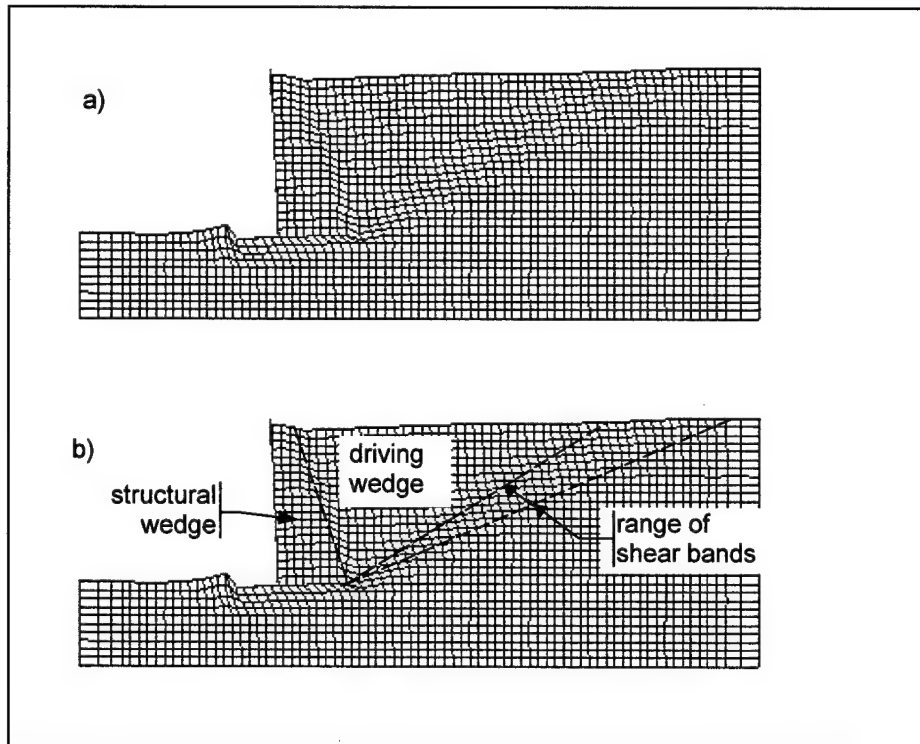 a)
b)
driving
wedge
structural
wedge
range of
shear bands